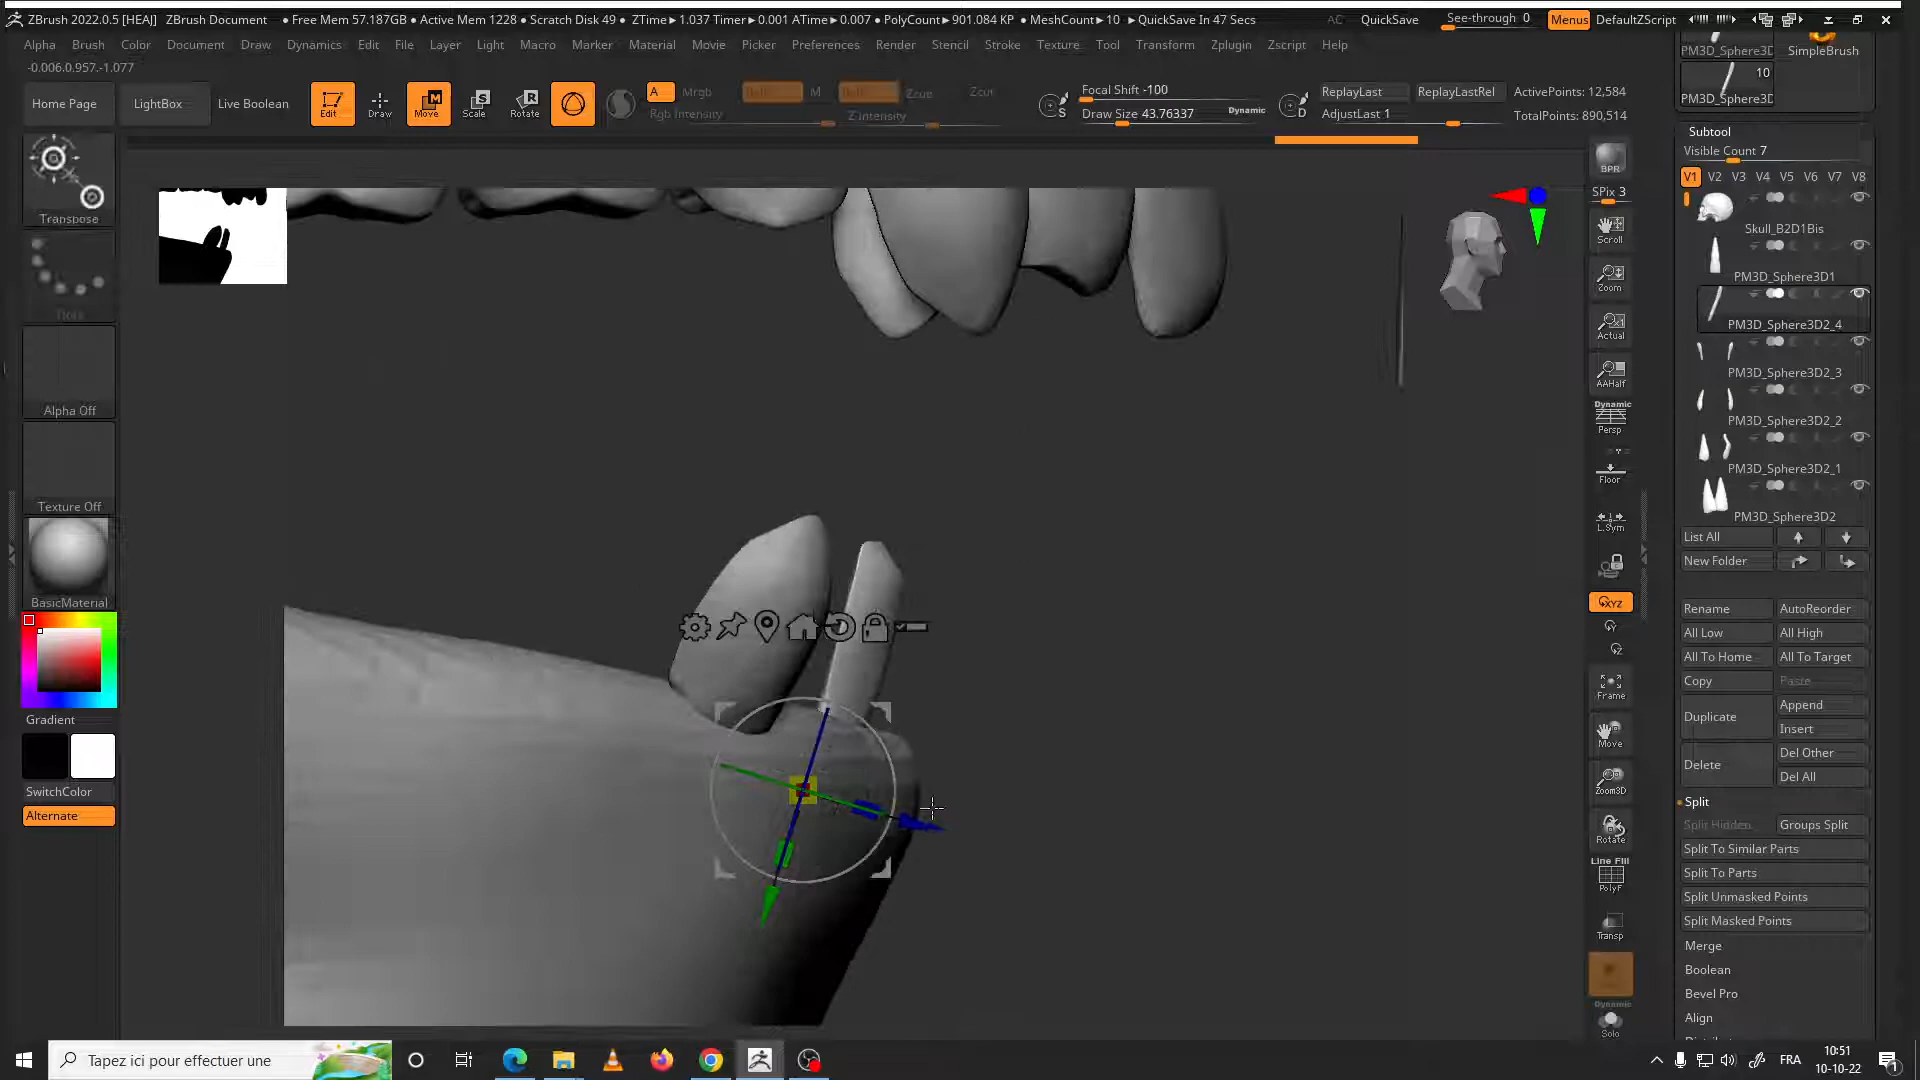 ZBrush 2022.0.5 [HEAJ] ZBrush Document • Free Mem 57.187GB • Active Mem 1228 • Scratch Disk 49 • ZTime►1.037 Timer►0.001 ATime►0.007 ►PolyCount►901.084 KP ►MeshCount►10 ►QuickSave In 47 Secs AC QuickSave See-through 0 Menus DefaultZScript
Alpha Brush Color Document Draw Dynamics Edit File Layer Light Macro Marker Material Movie Picker Preferences Render Stencil Stroke Texture Tool Transform Zplugin Zscript Help
-0.006.0.957.-1.077
Home Page LightBox Live Boolean Edit Draw Move Scale Rotate
A Mrgb M Zcut
Rgb Intensity Z Intensity
Focal Shift -100
Draw Size 43.76337 Dynamic
S D
ReplayLast ReplayLastRel ActivePoints: 12,584
AdjustLast 1 TotalPoints: 890,514
PM3D_Sphere3D SimpleBrush
10
PM3D_Sphere3D
Transpose
Alpha Off
Texture Off
BasicMaterial
Gradient
SwitchColor
Alternate
BPR
SPix 3
Scroll
Zoom
Actual
AAHalf
Dynamic
Persp
Floor
L.Sym
XYZ
Frame
Move
Zoom3D
Rotate
Line Fill
PolyF
Transp
Dynamic
Solo
Subtool
Visible Count 7
V1 V2 V3 V4 V5 V6 V7 V8
Skull_B2D1Bis
PM3D_Sphere3D1
PM3D_Sphere3D2_4
PM3D_Sphere3D2_3
PM3D_Sphere3D2_2
PM3D_Sphere3D2_1
PM3D_Sphere3D2
List All
New Folder
Rename AutoReorder
All Low All High
All To Home All To Target
Copy Paste
Duplicate Append
Insert
Delete Del Other
Del All
Split
Split Hidden Groups Split
Split To Similar Parts
Split To Parts
Split Unmasked Points
Split Masked Points
Merge
Boolean
Bevel Pro
Align
Tapez ici pour effectuer une
FRA
10:51
10-10-22
1